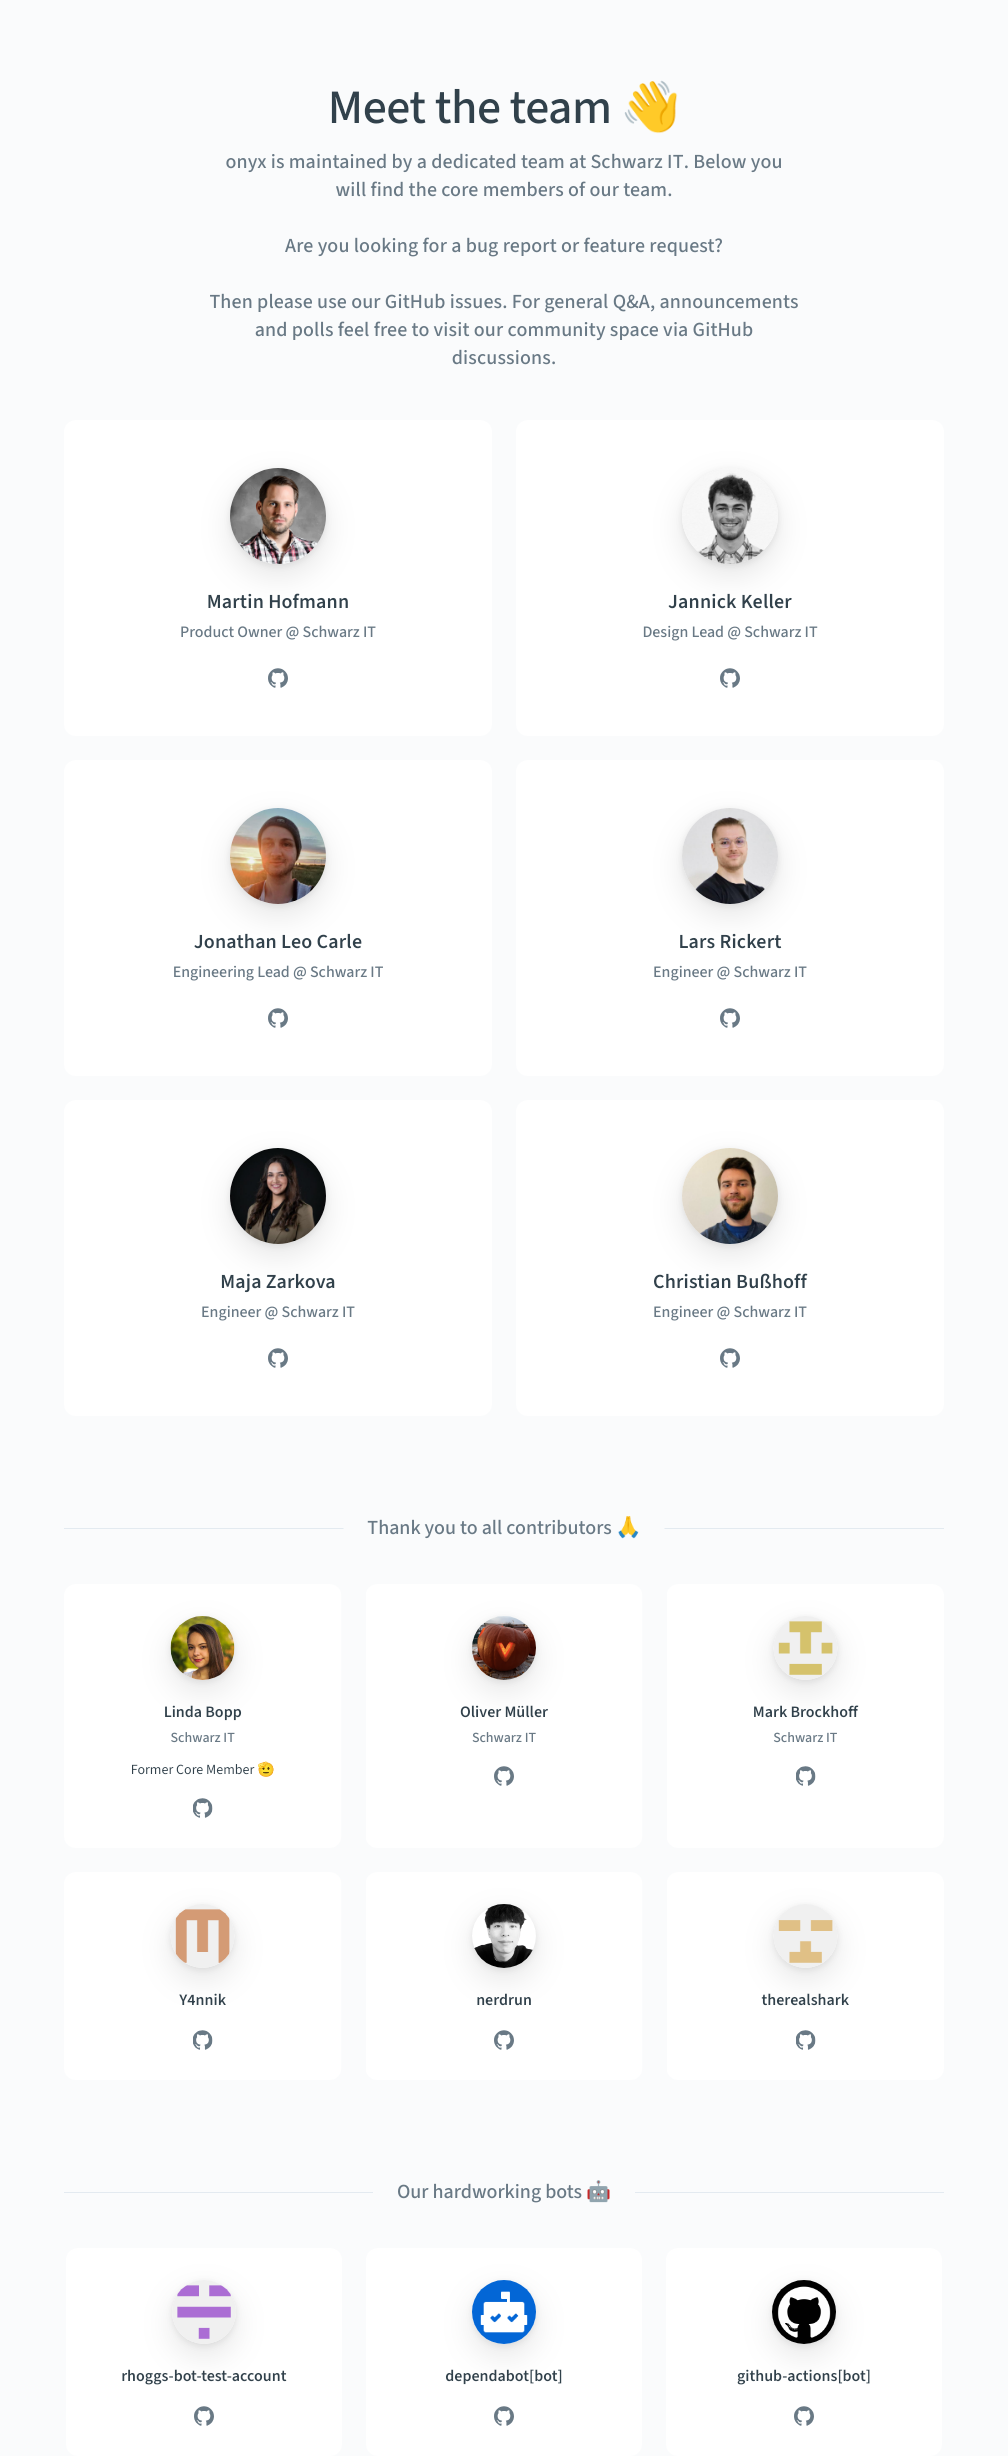 Meet the team 👋
onyx is maintained by a dedicated team at Schwarz IT. Below you
will find the core members of our team.
Are you looking for a bug report or feature request?
Then please use our GitHub issues. For general Q&A, announcements
and polls feel free to visit our community space via GitHub
discussions.
Martin Hofmann
Product Owner @ Schwarz IT
Jannick Keller
Design Lead @ Schwarz IT
Jonathan Leo Carle
Engineering Lead @ Schwarz IT
Lars Rickert
Engineer @ Schwarz IT
Maja Zarkova
Engineer @ Schwarz IT
Christian Bußhoff
Engineer @ Schwarz IT
Thank you to all contributors 🙏
Linda Bopp
Schwarz IT
Former Core Member 🫡
Oliver Müller
Schwarz IT
Mark Brockhoff
Schwarz IT
Y4nnik
nerdrun
therealshark
Our hardworking bots 🤖
rhoggs-bot-test-account
dependabot[bot]
github-actions[bot]